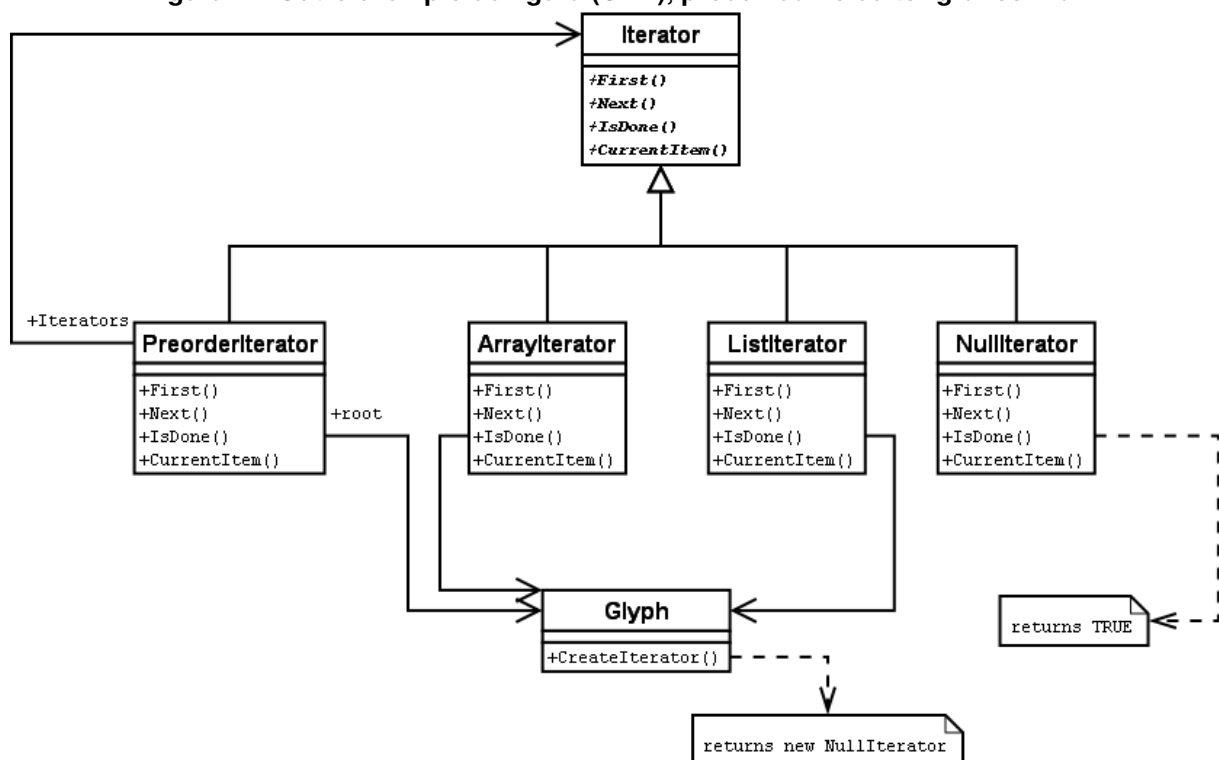 Iterator
+First()
+Next()
+IsDone()
+CurrentItem()
+Iterators
PreorderIterator
+First()
+Next()
+IsDone()
+CurrentItem()
+root
ArrayIterator
+First()
+Next()
+IsDone()
+CurrentItem()
ListIterator
+First()
+Next()
+IsDone()
+CurrentItem()
NullIterator
+First()
+Next()
+IsDone()
+CurrentItem()
Glyph
+CreateIterator()
returns TRUE
returns new NullIterator